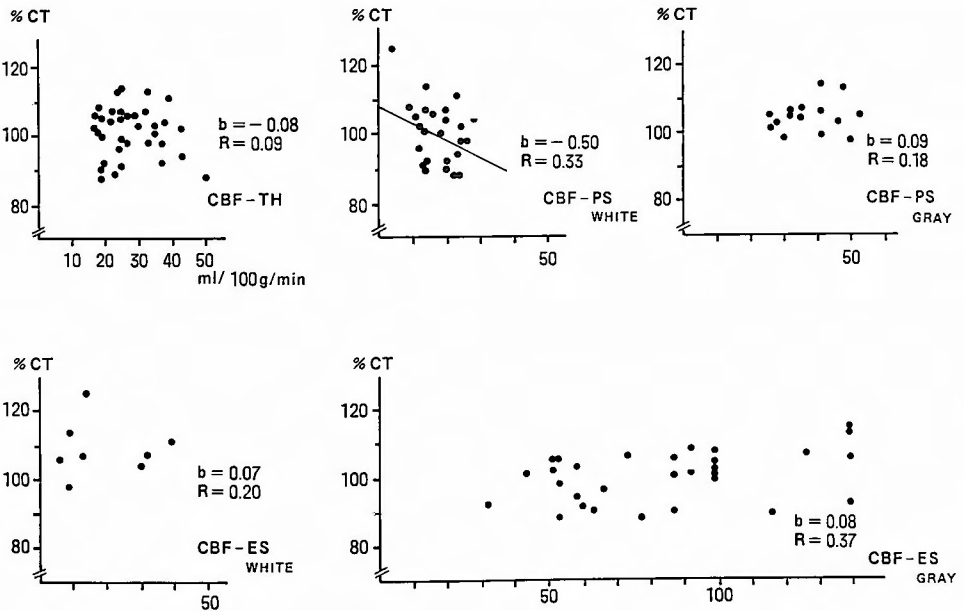 % CT
120
100
80
b = − 0.08
R = 0.09
CBF-TH
10 20 30 40 50
ml/ 100g/min
% CT
120
100
80
b = − 0.50
R = 0.33
CBF-PS
WHITE
50
% CT
120
100
80
b = 0.09
R = 0.18
CBF-PS
GRAY
50
% CT
120
100
80
b = 0.07
R = 0.20
CBF-ES
WHITE
50
% CT
120
100
80
b = 0.08
R = 0.37
CBF-ES
GRAY
50 100